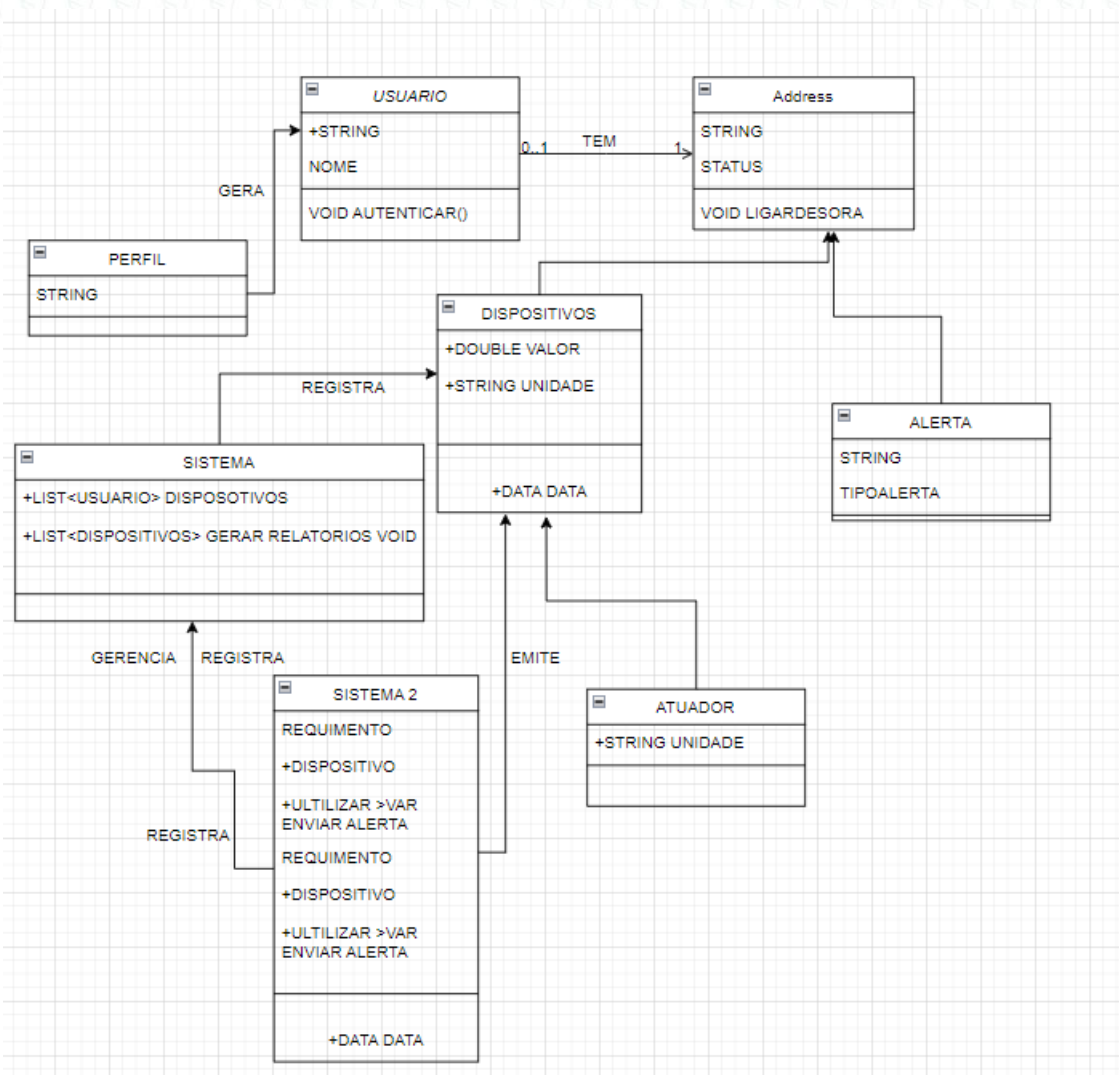 USUARIO
+STRING
NOME
VOID AUTENTICAR()
0..1
TEM
1
Address
STRING
STATUS
VOID LIGARDESORA
GERA
PERFIL
STRING
DISPOSITIVOS
+DOUBLE VALOR
+STRING UNIDADE
+DATA DATA
REGISTRA
ALERTA
STRING
TIPOALERTA
SISTEMA
+LIST<USUARIO> DISPOSOTIVOS
+LIST<DISPOSITIVOS> GERAR RELATORIOS VOID
GERENCIA
REGISTRA
EMITE
SISTEMA 2
REQUIMENTO
+DISPOSITIVO
+ULTILIZAR >VAR
ENVIAR ALERTA
REQUIMENTO
+DISPOSITIVO
+ULTILIZAR >VAR
ENVIAR ALERTA
+DATA DATA
REGISTRA
ATUADOR
+STRING UNIDADE